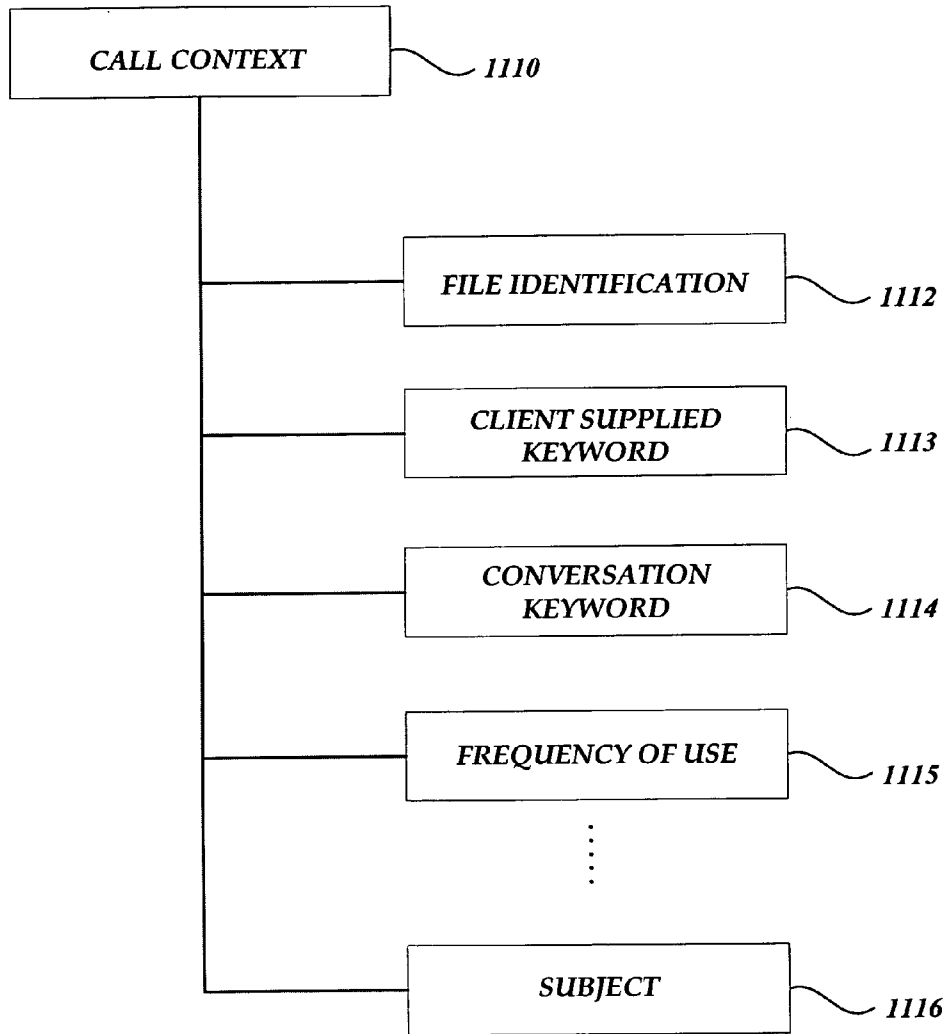 CALL CONTEXT
1110
FILE IDENTIFICATION
1112
CLIENT SUPPLIED
KEYWORD
1113
CONVERSATION
KEYWORD
1114
FREQUENCY OF USE
1115
SUBJECT
1116